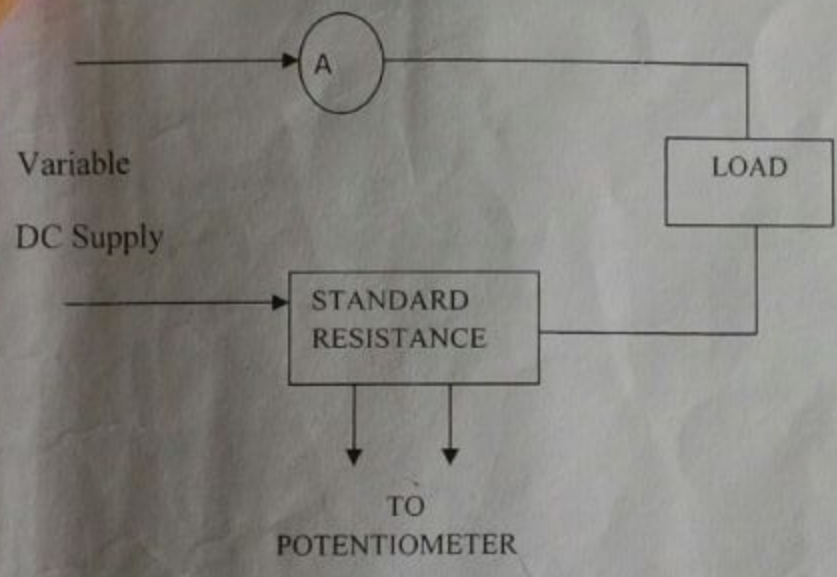 A
Variable
LOAD
DC Supply
STANDARD
RESISTANCE
TO
POTENTIOMETER